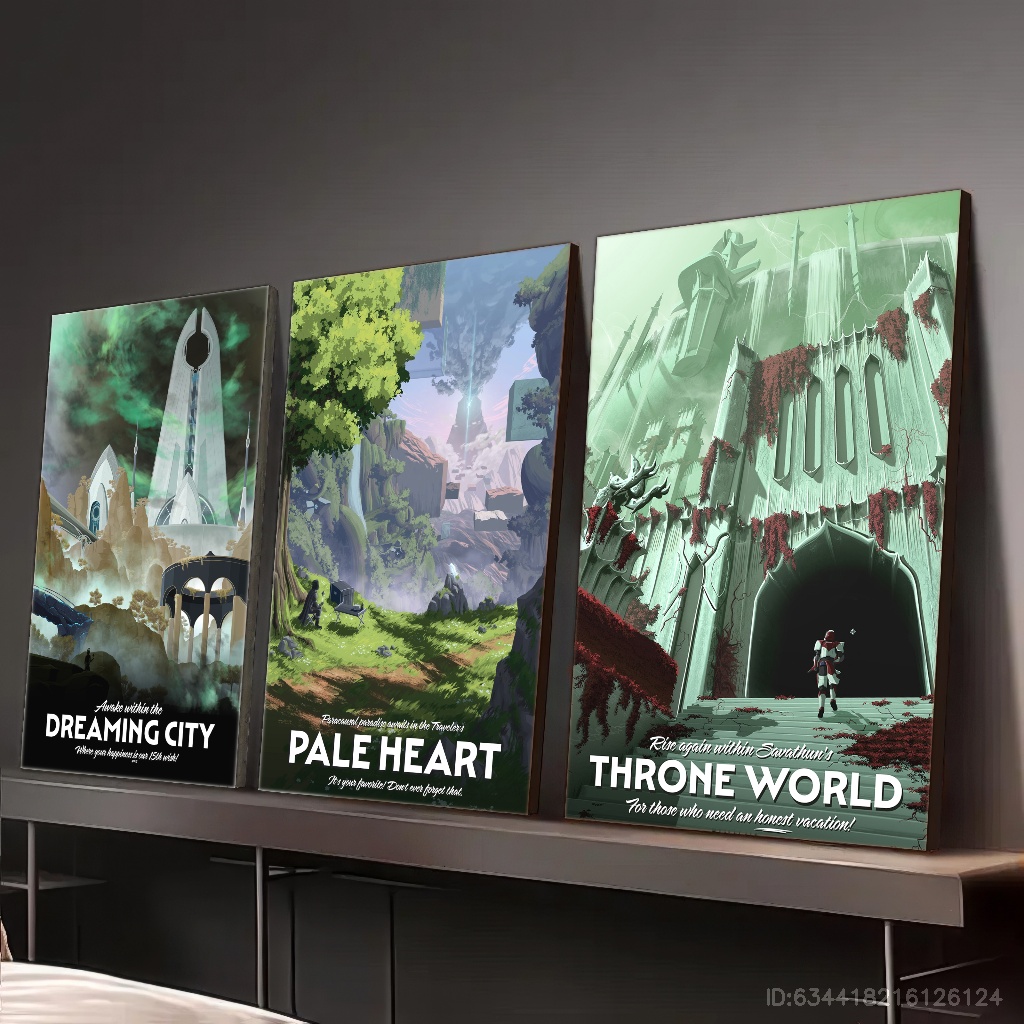 Awake within the
DREAMING CITY
Where your happiness is our 15th wish!
Paracausal paradise awaits in the Traveler's
PALE HEART
It's your favorite! Don't ever forget that.
Rise again within Savathun's
THRONE WORLD
For those who need an honest vacation!
ID:634418216126124